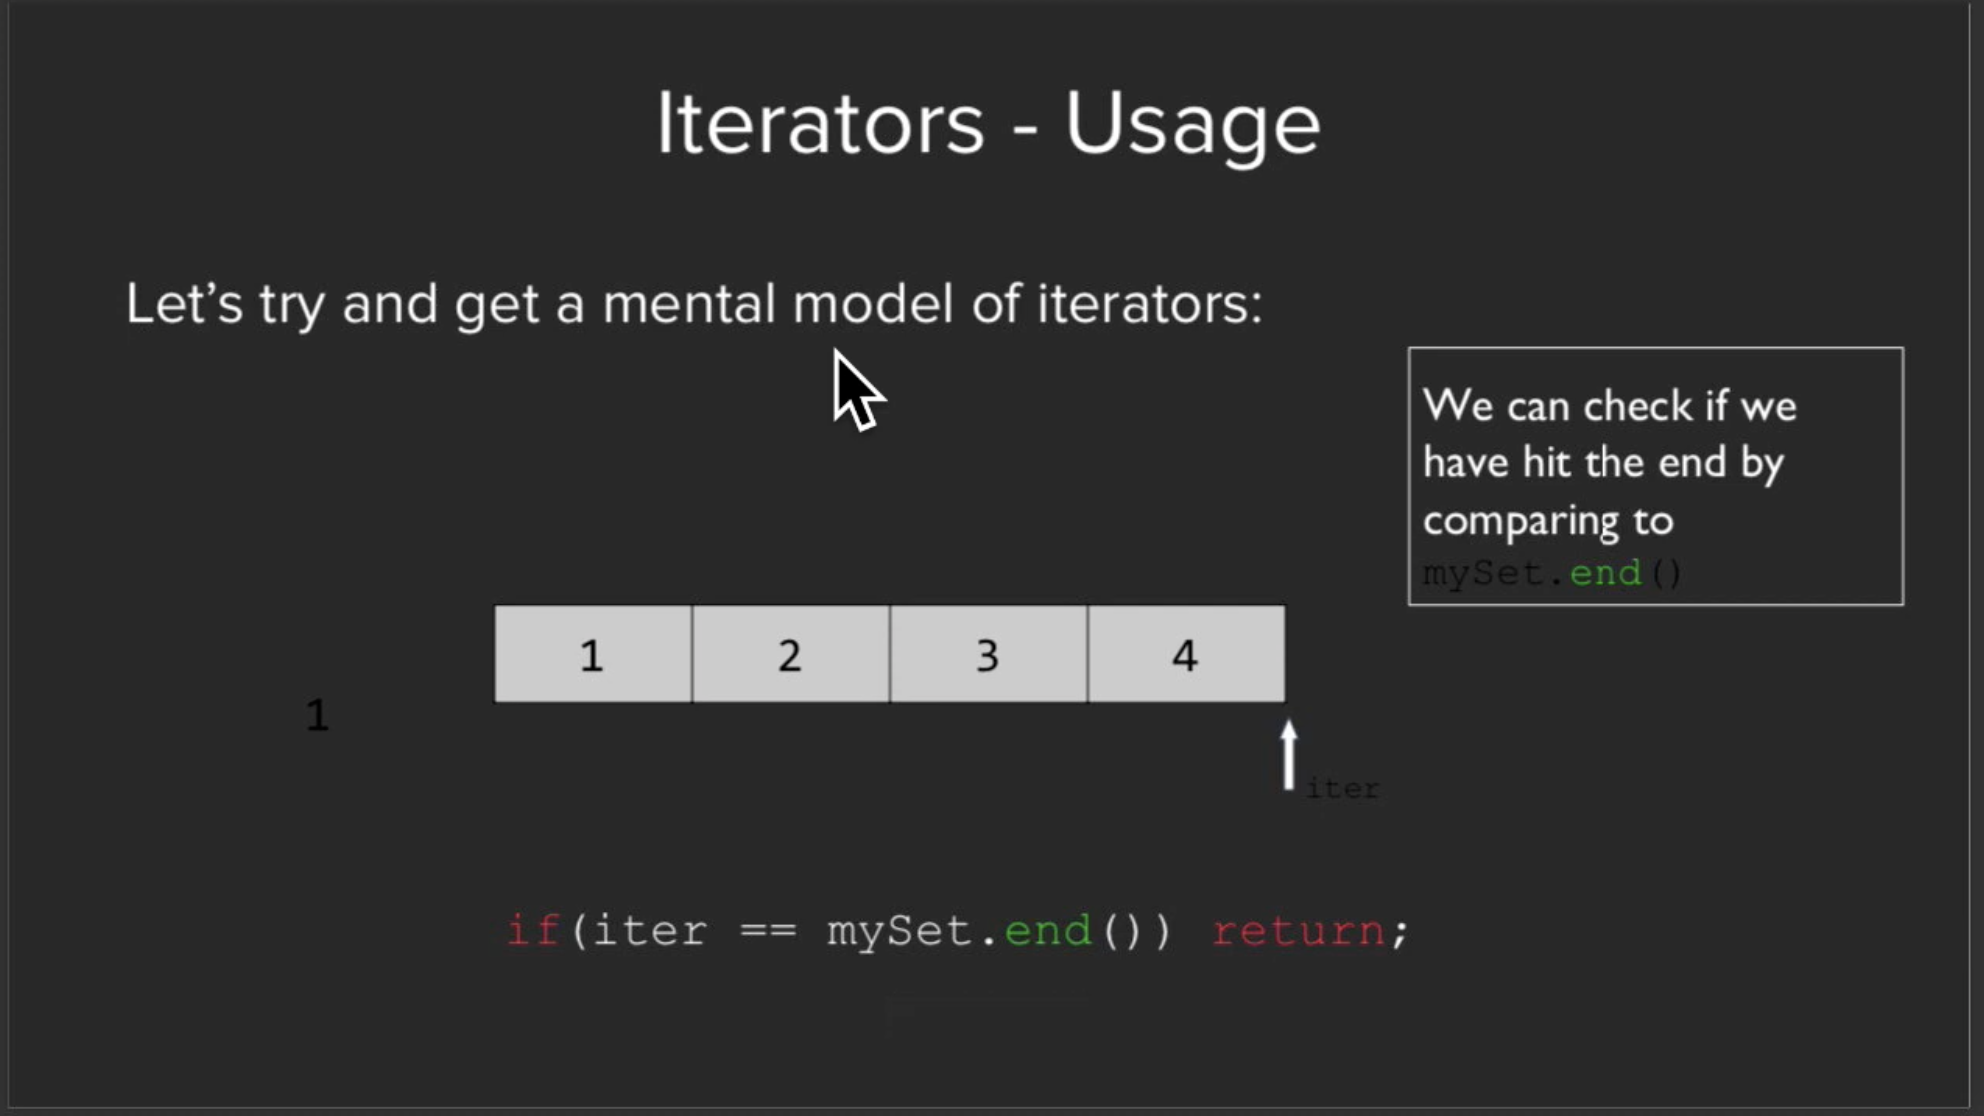 Iterators - Usage
Let's try and get a mental model of iterators:
We can check if we
have hit the end by
comparing to
mySet.end()
1 2 3 4
1
iter
if(iter == mySet.end()) return;